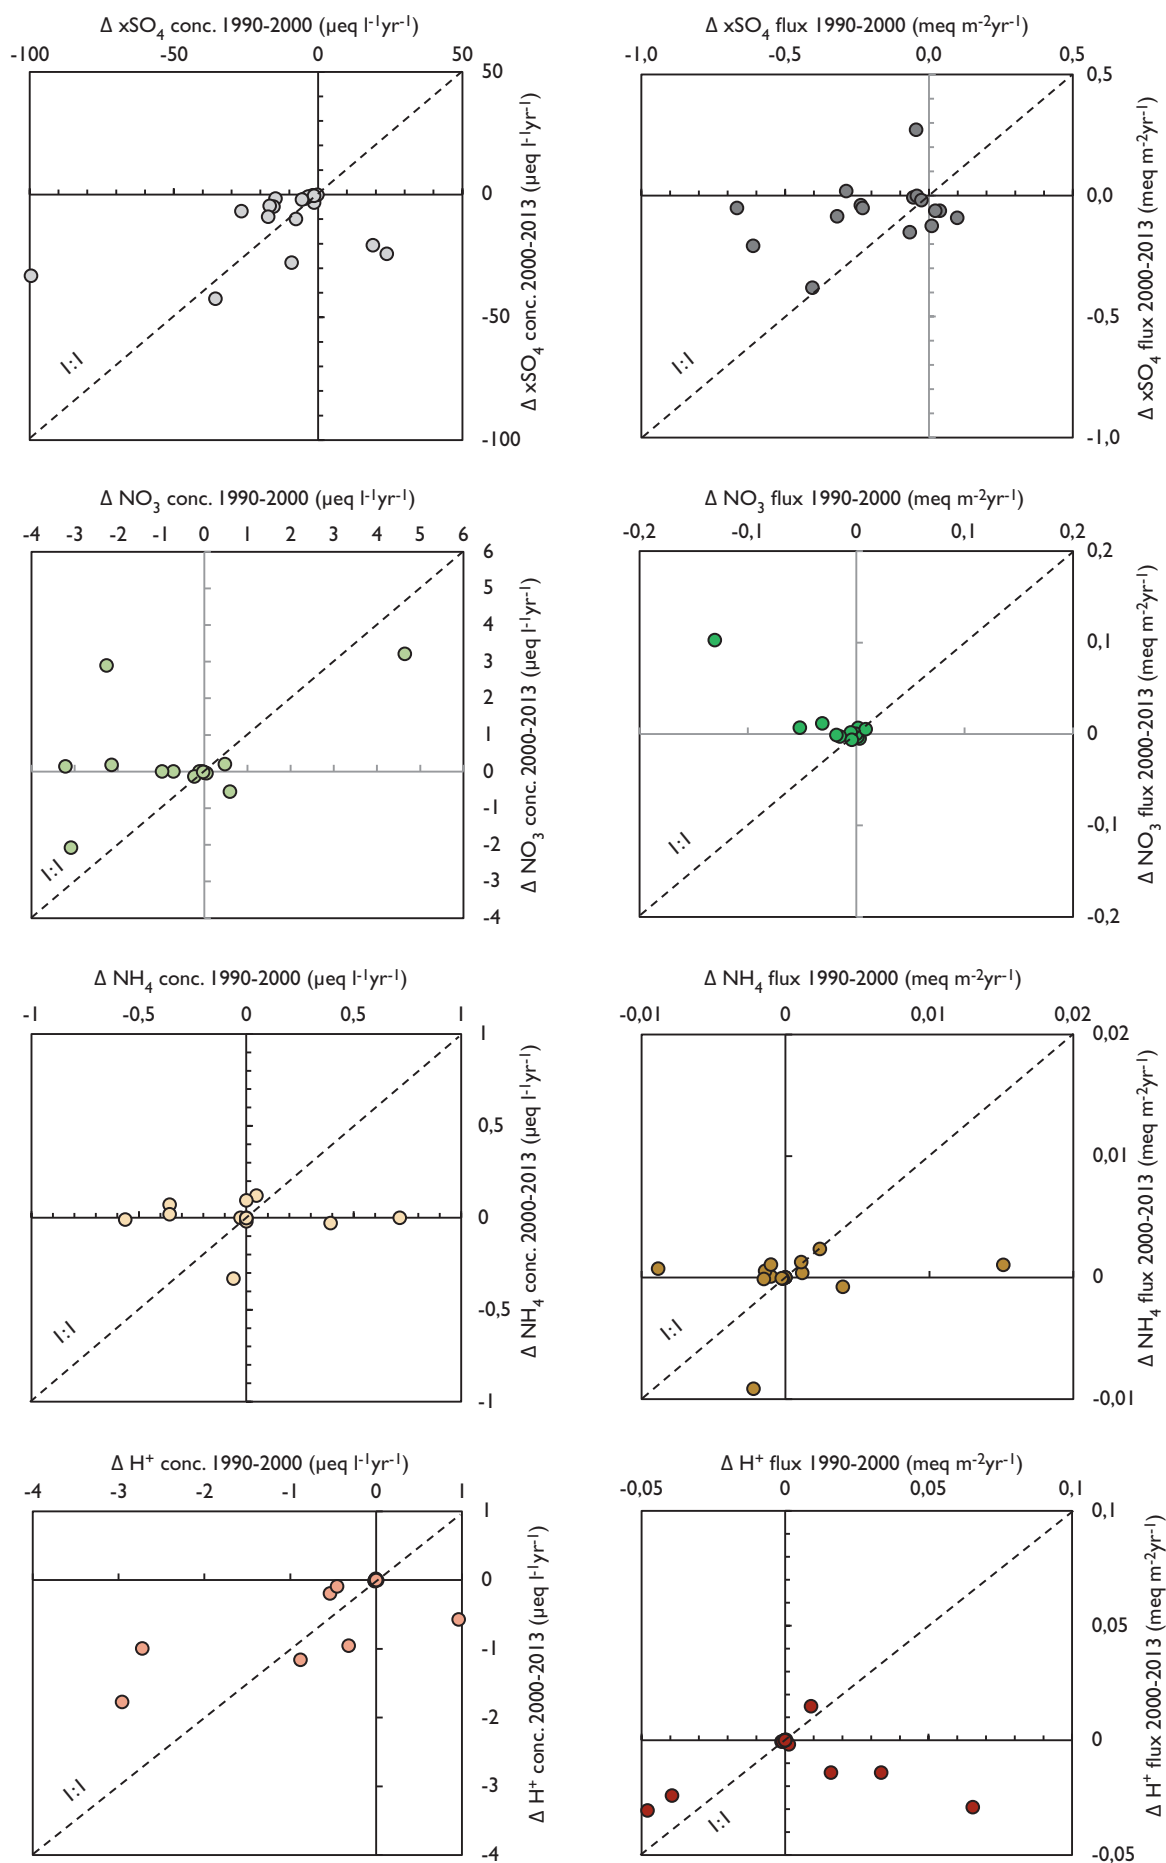 Δ xSO₄ conc. 1990-2000 (µeq l⁻¹yr⁻¹)
-100 -50 0 50
50
0
-50
-100
Δ xSO₄ conc. 2000-2013 (µeq l⁻¹yr⁻¹)
1:1
Δ xSO₄ flux 1990-2000 (meq m⁻²yr⁻¹)
-1,0 -0,5 0,0 0,5
0,5
0,0
-0,5
-1,0
Δ xSO₄ flux 2000-2013 (meq m⁻²yr⁻¹)
1:1
Δ NO₃ conc. 1990-2000 (µeq l⁻¹yr⁻¹)
-4 -3 -2 -1 0 1 2 3 4 5 6
6
5
4
3
2
1
0
-1
-2
-3
-4
Δ NO₃ conc. 2000-2013 (µeq l⁻¹yr⁻¹)
1:1
Δ NO₃ flux 1990-2000 (meq m⁻²yr⁻¹)
-0,2 -0,1 0 0,1 0,2
0,2
0,1
0
-0,1
-0,2
Δ NO₃ flux 2000-2013 (meq m⁻²yr⁻¹)
1:1
Δ NH₄ conc. 1990-2000 (µeq l⁻¹yr⁻¹)
-1 -0,5 0 0,5 1
1
0,5
0
-0,5
-1
Δ NH₄ conc. 2000-2013 (µeq l⁻¹yr⁻¹)
1:1
Δ NH₄ flux 1990-2000 (meq m⁻²yr⁻¹)
-0,01 0 0,01 0,02
0,02
0,01
0
-0,01
Δ NH₄ flux 2000-2013 (meq m⁻²yr⁻¹)
1:1
Δ H⁺ conc. 1990-2000 (µeq l⁻¹yr⁻¹)
-4 -3 -2 -1 0 1
1
0
-1
-2
-3
-4
Δ H⁺ conc. 2000-2013 (µeq l⁻¹yr⁻¹)
1:1
Δ H⁺ flux 1990-2000 (meq m⁻²yr⁻¹)
-0,05 0 0,05 0,1
0,1
0,05
0
-0,05
Δ H⁺ flux 2000-2013 (meq m⁻²yr⁻¹)
1:1